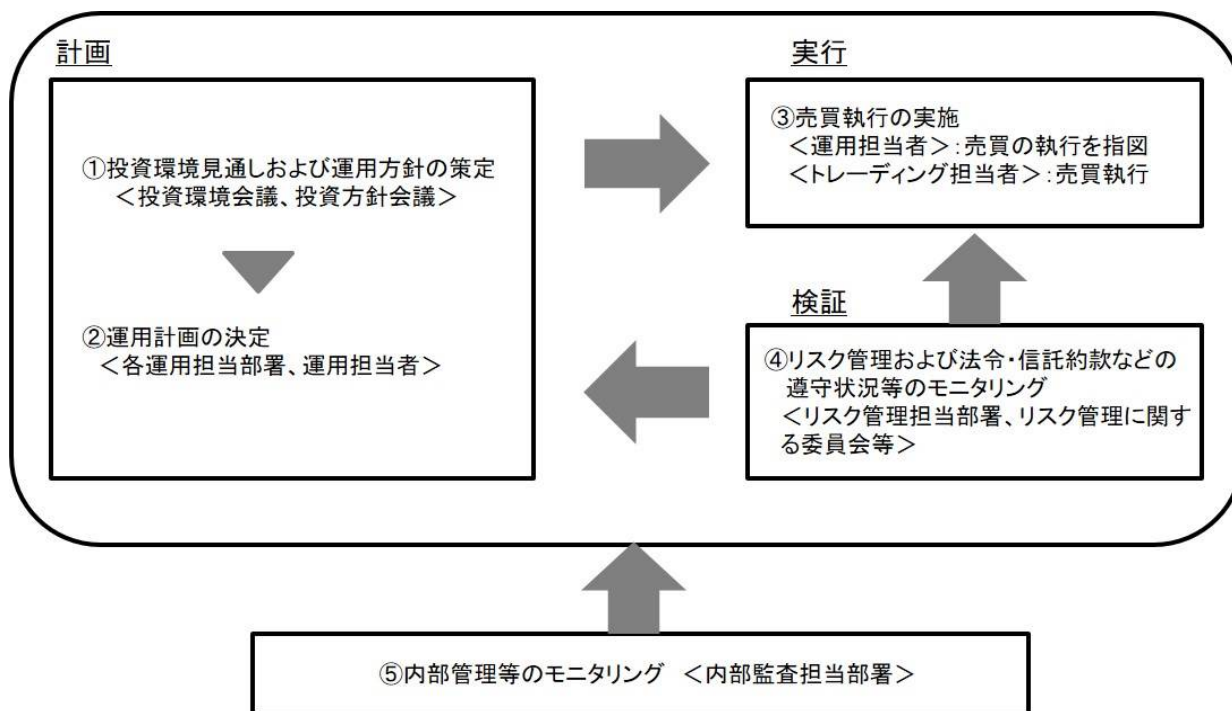 計画
①投資環境見通しおよび運用方針の策定
＜投資環境会議、投資方針会議＞
②運用計画の決定
＜各運用担当部署、運用担当者＞
実行
③売買執行の実施
＜運用担当者＞：売買の執行を指図
＜トレーディング担当者＞：売買執行
検証
④リスク管理および法令・信託約款などの
遵守状況等のモニタリング
＜リスク管理担当部署、リスク管理に関す
る委員会等＞
⑤内部管理等のモニタリング　＜内部監査担当部署＞